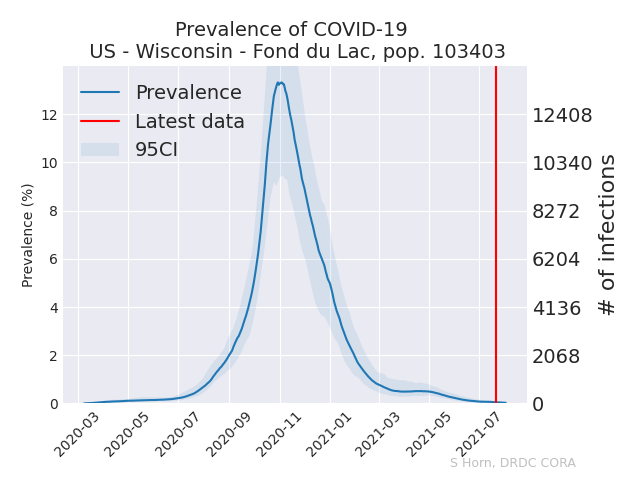 Prevalence of COVID-19
US - Wisconsin - Fond du Lac, pop. 103403
Prevalence
Latest data
95CI
Prevalence (%)
12
10
8
6
4
2
0
12408
10340
8272
6204
4136
2068
0
# of infections
2020-03
2020-05
2020-07
2020-09
2020-11
2021-01
2021-03
2021-05
2021-07
S Horn, DRDC CORA